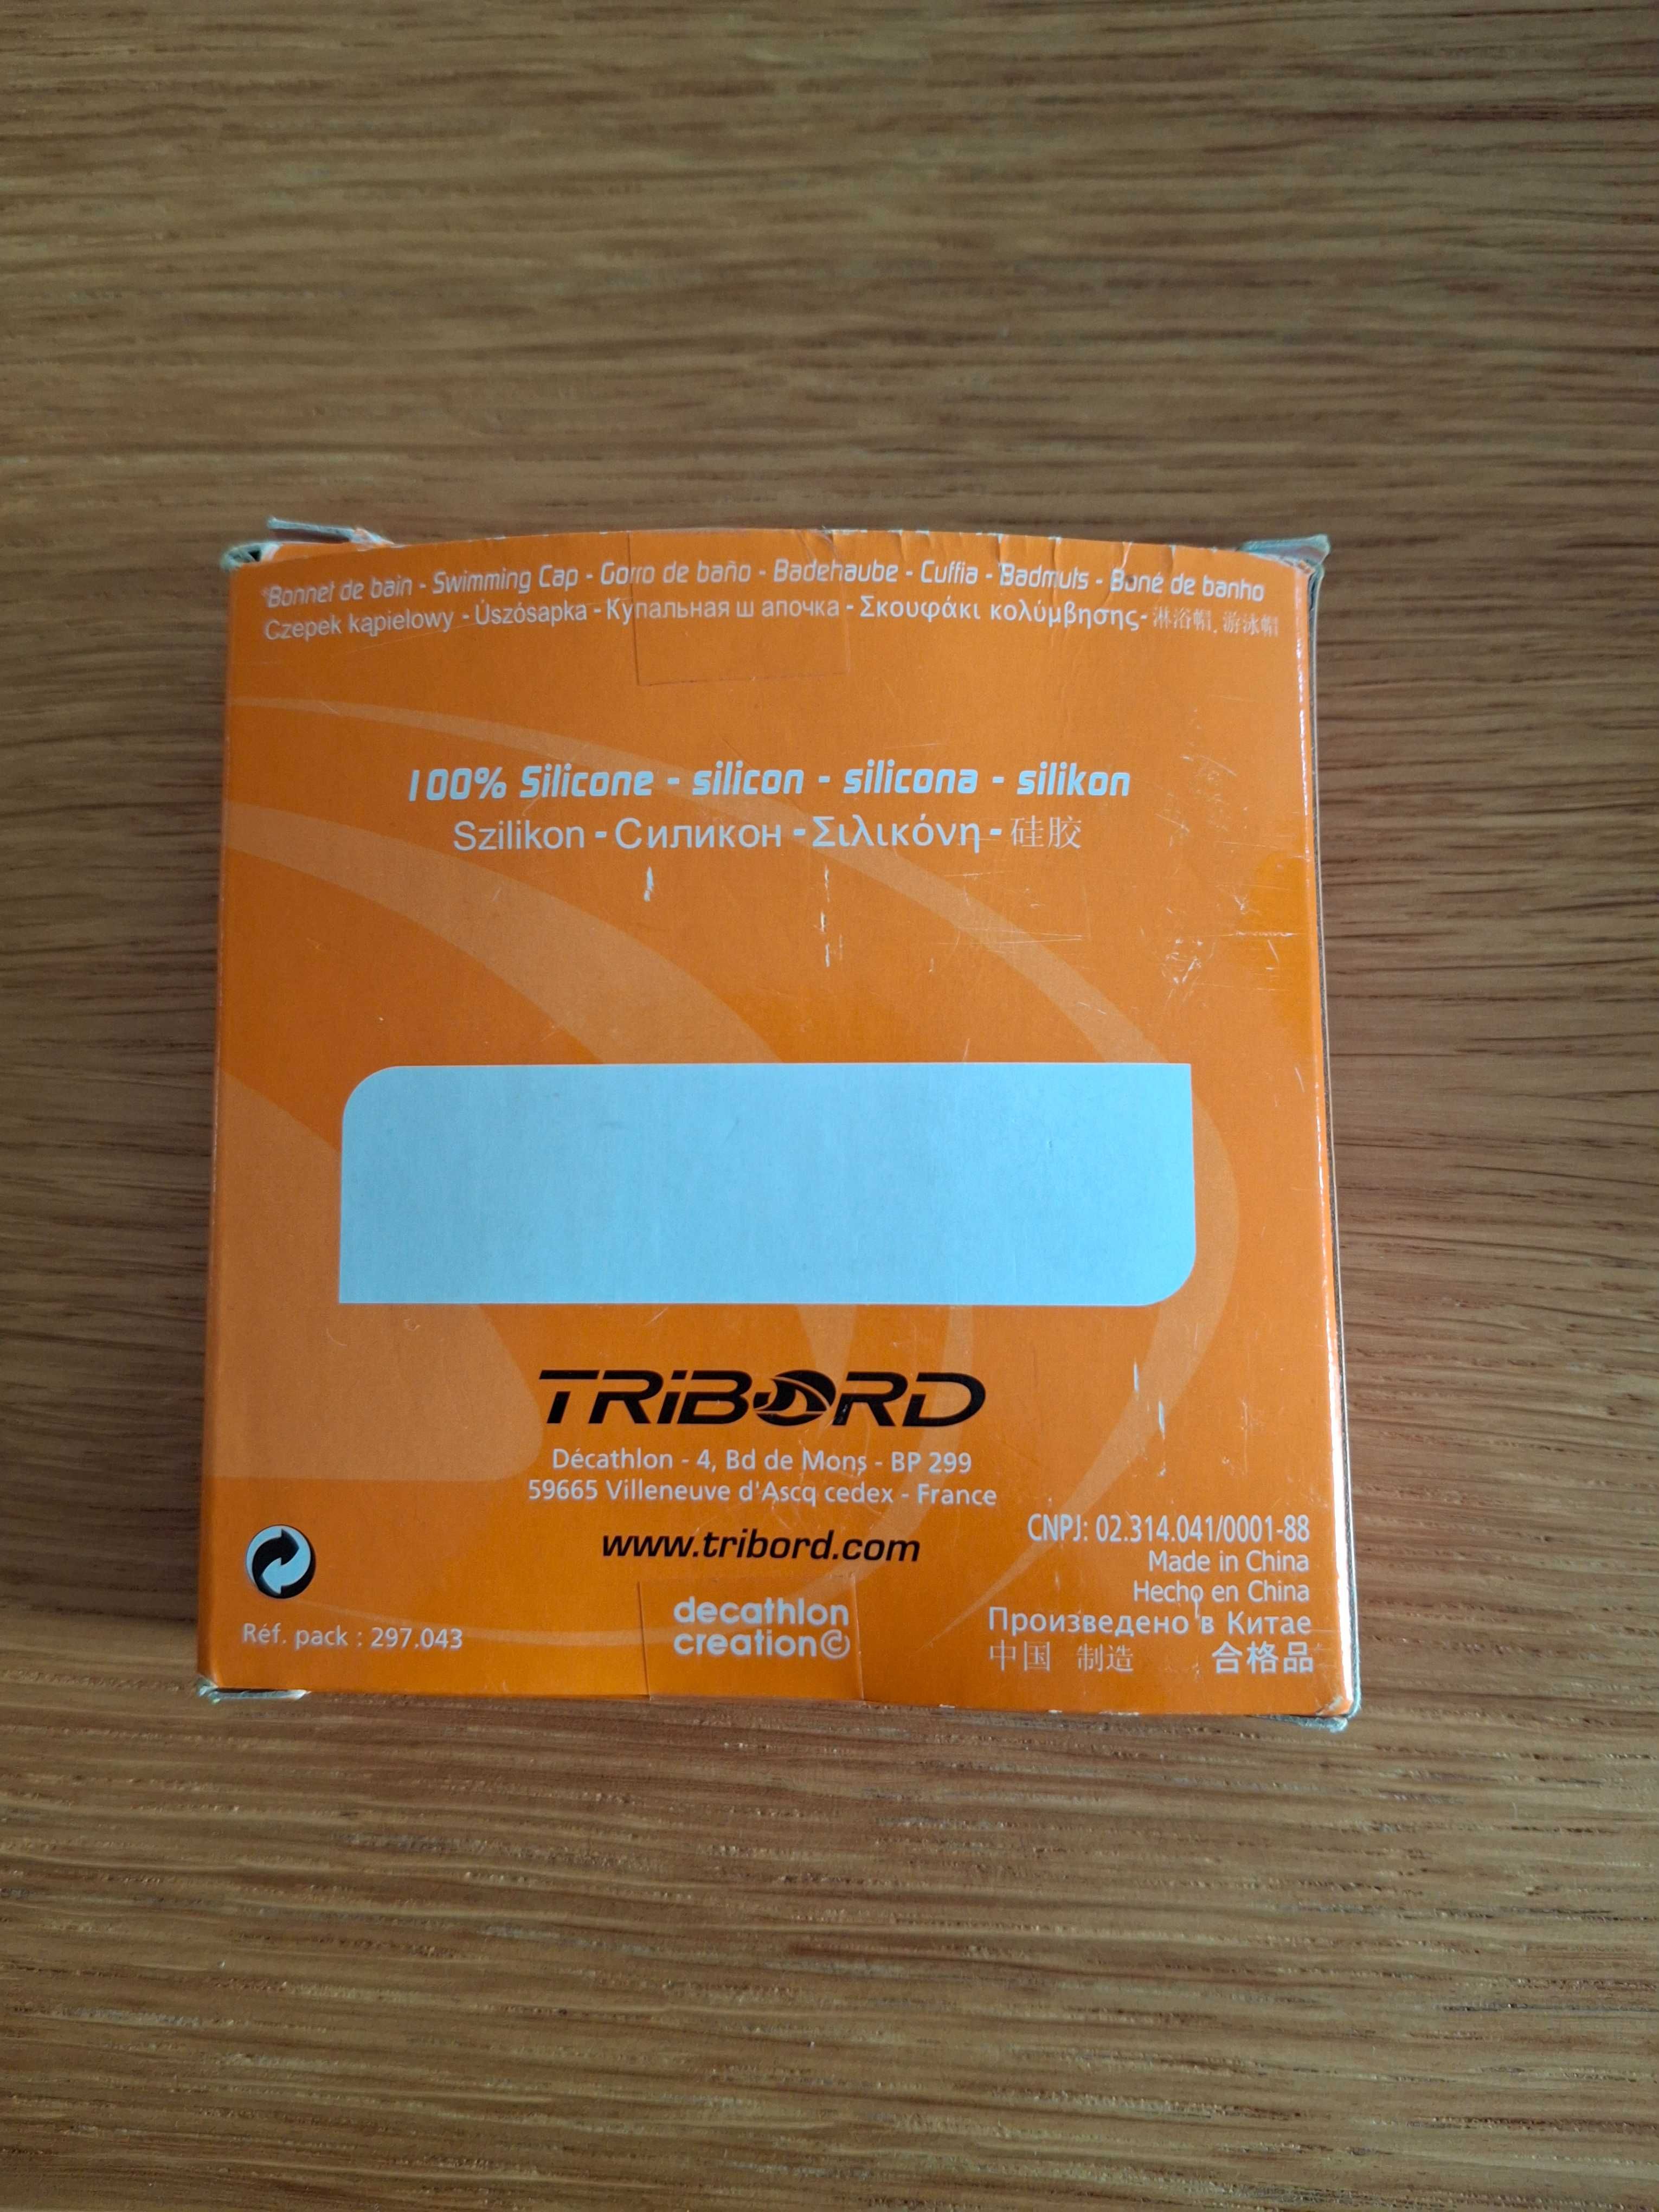 *Bonnet de bain - Swimming Cap - Gorro de baño - Badehaube - Cuffia - Badmuts - Boné de banho
Czepek kąpielowy - Úszósapka - Купальная ш апочка - Σκουφάκι κολύμβησης- 淋浴帽, 游泳帽
100% Silicone - silicon - silicona - silikon
Szilikon - Силикон - Σιλικόνη - 硅胶
TRiBORD
Décathlon - 4, Bd de Mons - BP 299
59665 Villeneuve d'Ascq cedex - France
www.tribord.com
CNPJ: 02.314.041/0001-88
Made in China
Hecho en China
Произведено в Китае
中国 制造 合格品
decathlon
creation©
Réf. pack : 297.043